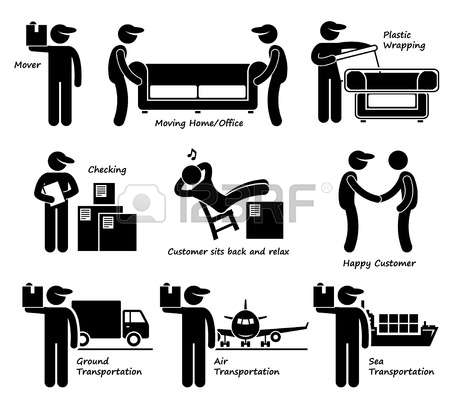 Mover
Moving Home/Office
Plastic
Wrapping
Checking
Customer sits back and relax
Happy Customer
Ground
Transportation
Air
Transportation
Sea
Transportation
123RF